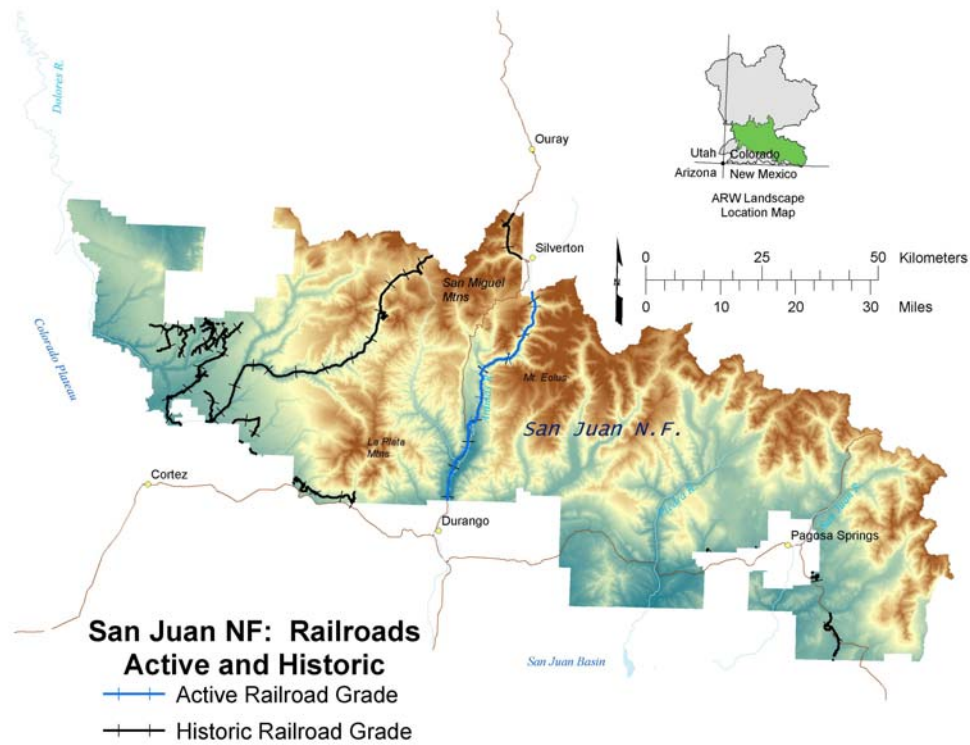 Dolores R.
Ouray
Utah
Colorado
Arizona
New Mexico
ARW Landscape
Location Map
Silverton
N
0 25 50 Kilometers
0 10 20 30 Miles
San Miguel
Mtns
Colorado Plateau
Mt. Eolus
San Juan N.F.
La Plata
Mtns
Cortez
Durango
Pagosa Springs
San Juan NF: Railroads
Active and Historic
San Juan Basin
Active Railroad Grade
Historic Railroad Grade